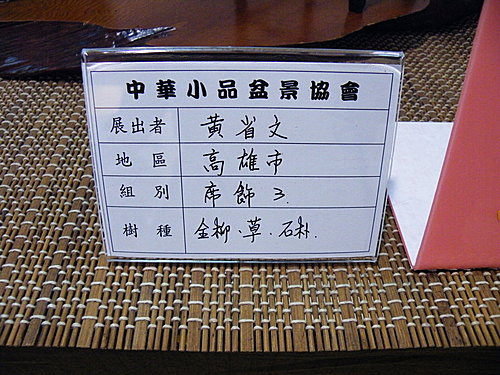 中華小品盆景協會
展出者 黃省文
地區 高雄市
組別 席飾3.
樹種 金柳.草.石朴.